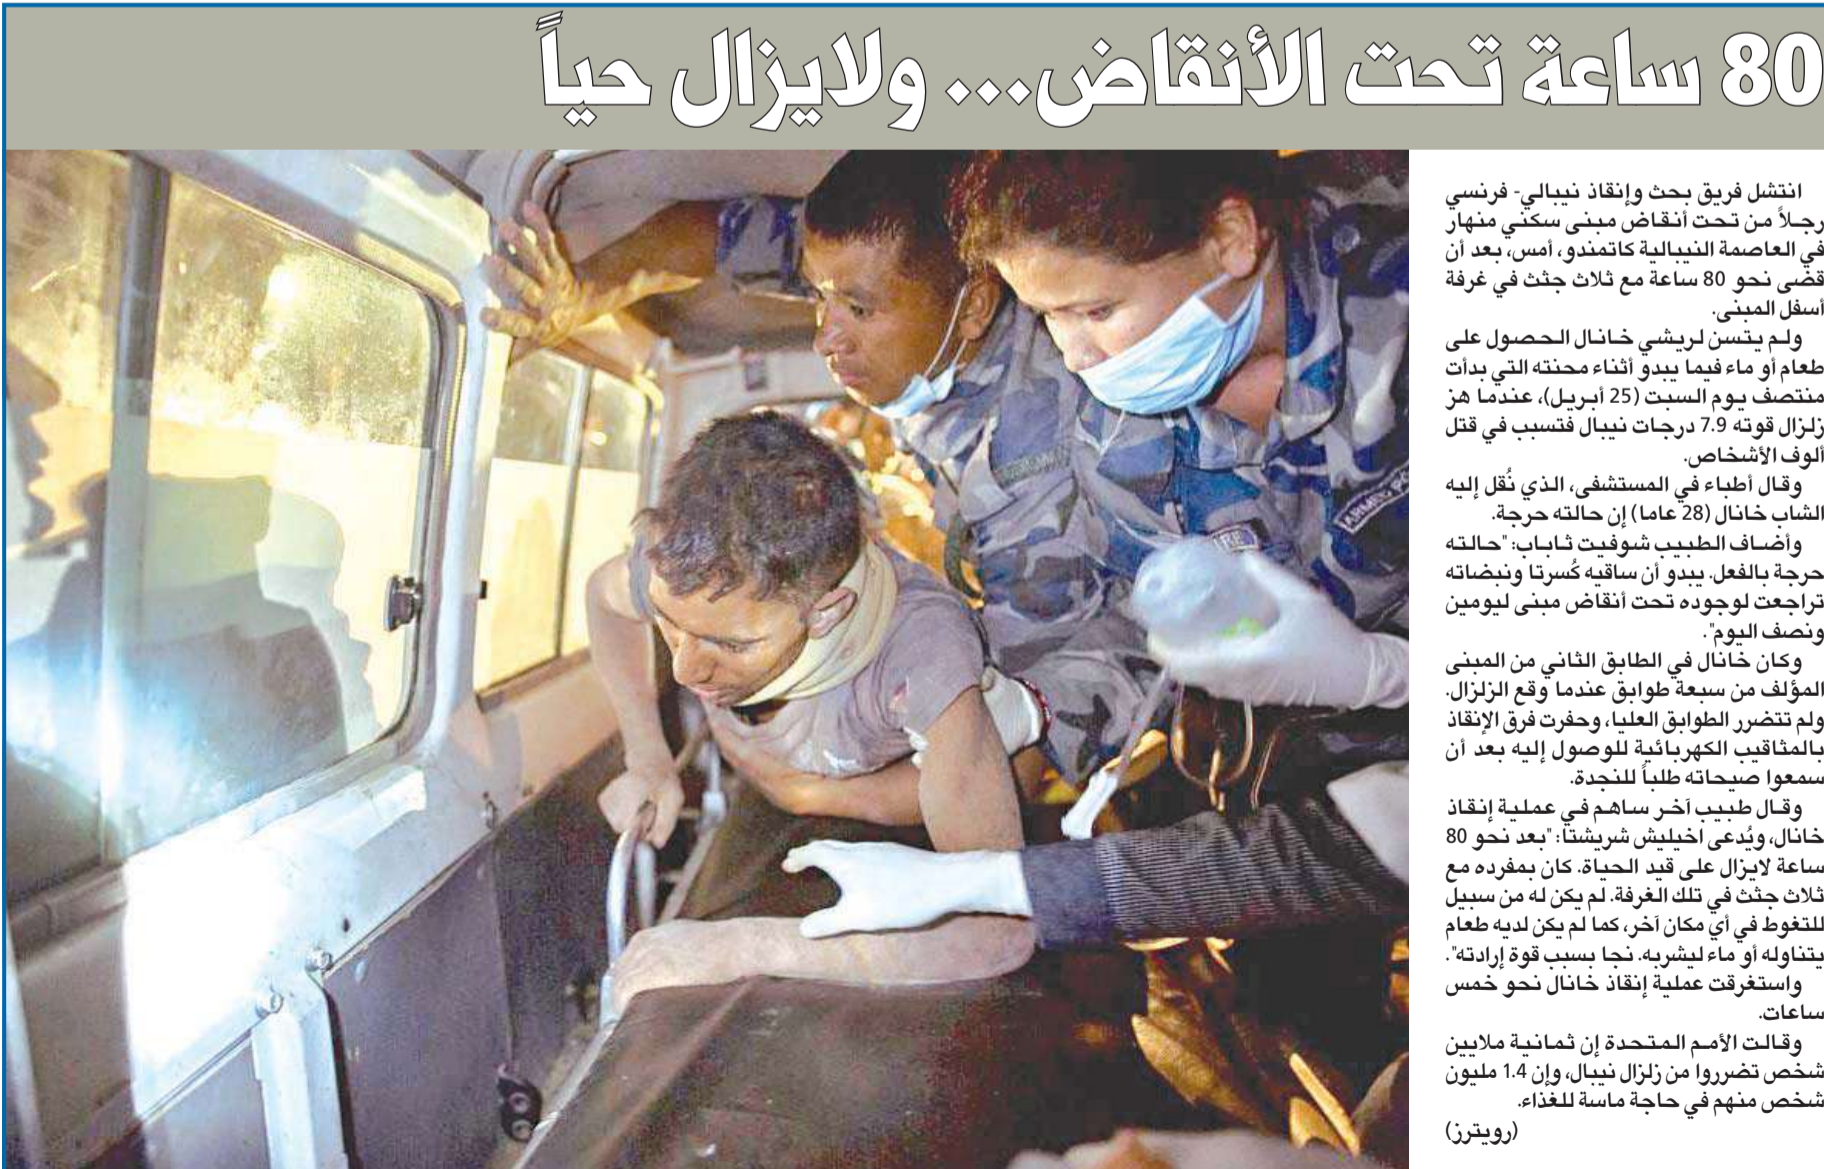 80 ساعة تحت الأنقاض... ولايزال حياً
انتشل فريق بحث وإنقاذ نيبالي- فرنسي
رجلاً من تحت أنقاض مبنى سكني منهار
في العاصمة النيبالية كاتمندو، أمس، بعد أن
قضى نحو 80 ساعة مع ثلاث جثث في غرفة
أسفل المبنى.
ولم يتسن لريشي خانال الحصول على
طعام أو ماء فيما يبدو أثناء محنته التي بدأت
منتصف يوم السبت (25 أبريل)، عندما هز
زلزال قوته 7.9 درجات نيبال فتسبب في قتل
ألوف الأشخاص.
وقال أطباء في المستشفى، الذي نُقل إليه
الشاب خانال (28 عاما) إن حالته حرجة.
وأضاف الطبيب شوفيت ثاباب: "حالته
حرجة بالفعل. يبدو أن ساقيه كُسرتا ونبضاته
تراجعت لوجوده تحت أنقاض مبنى ليومين
ونصف اليوم".
وكان خانال في الطابق الثاني من المبنى
المؤلف من سبعة طوابق عندما وقع الزلزال.
ولم تتضرر الطوابق العليا، وحفرت فرق الإنقاذ
بالمثاقيب الكهربائية للوصول إليه بعد أن
سمعوا صيحاته طلباً للنجدة.
وقال طبيب آخر ساهم في عملية إنقاذ
خانال، ويُدعى اخيليش شريشتا: "بعد نحو 80
ساعة لايزال على قيد الحياة. كان بمفرده مع
ثلاث جثث في تلك الغرفة. لم يكن له من سبيل
للتغوط في أي مكان آخر، كما لم يكن لديه طعام
يتناوله أو ماء ليشربه. نجا بسبب قوة إرادته".
واستغرقت عملية إنقاذ خانال نحو خمس
ساعات.
وقالت الأمم المتحدة إن ثمانية ملايين
شخص تضرروا من زلزال نيبال، وإن 1.4 مليون
شخص منهم في حاجة ماسة للغذاء.
(رويترز)
ARMED